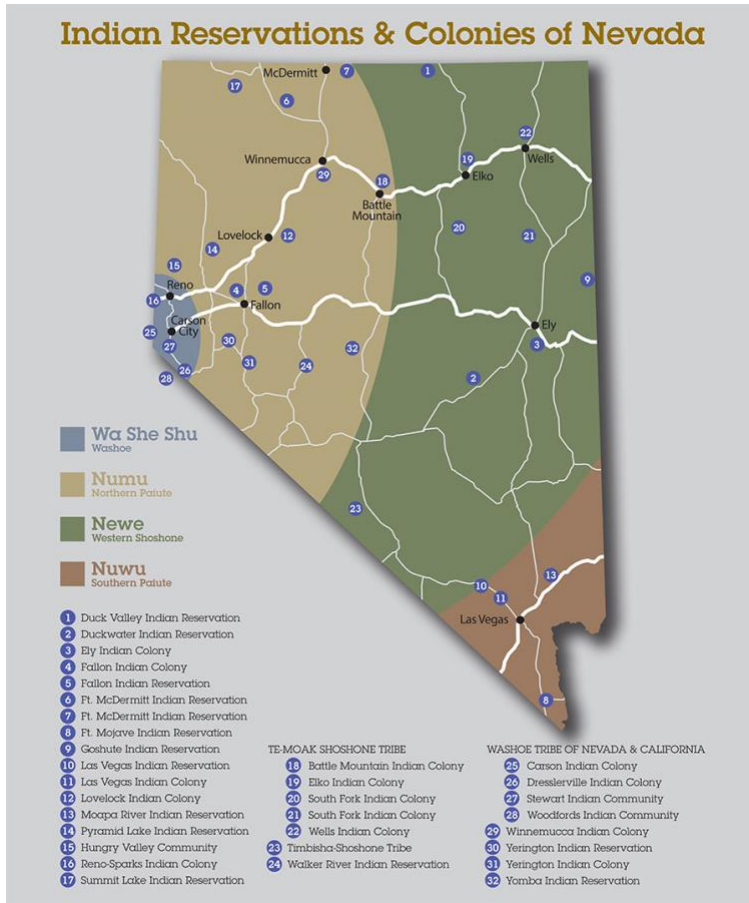 Indian Reservations & Colonies of Nevada
McDermitt
7
1
17
6
22
Winnemucca
19
Wells
29
18
Elko
Battle
Mountain
20
21
Lovelock
12
14
15
9
Reno
4
5
16
Fallon
Carson
City
25
27
30
Ely
3
32
31
24
26
28
2
Wa She Shu
Washoe
Numu
Northern Paiute
23
Newe
Western Shoshone
Nuwu
Southern Paiute
13
10
11
Las Vegas
8
1 Duck Valley Indian Reservation
2 Duckwater Indian Reservation
3 Ely Indian Colony
4 Fallon Indian Colony
5 Fallon Indian Reservation
6 Ft. McDermitt Indian Reservation
7 Ft. McDermitt Indian Reservation
8 Ft. Mojave Indian Reservation
9 Goshute Indian Reservation
10 Las Vegas Indian Reservation
11 Las Vegas Indian Colony
12 Lovelock Indian Colony
13 Moapa River Indian Reservation
14 Pyramid Lake Indian Reservation
15 Hungry Valley Community
16 Reno-Sparks Indian Colony
17 Summit Lake Indian Reservation
TE-MOAK SHOSHONE TRIBE
18 Battle Mountain Indian Colony
19 Elko Indian Colony
20 South Fork Indian Colony
21 South Fork Indian Colony
22 Wells Indian Colony
23 Timbisha-Shoshone Tribe
24 Walker River Indian Reservation
WASHOE TRIBE OF NEVADA & CALIFORNIA
25 Carson Indian Colony
26 Dresslerville Indian Colony
27 Stewart Indian Community
28 Woodfords Indian Community
29 Winnemucca Indian Colony
30 Yerington Indian Reservation
31 Yerington Indian Colony
32 Yomba Indian Reservation